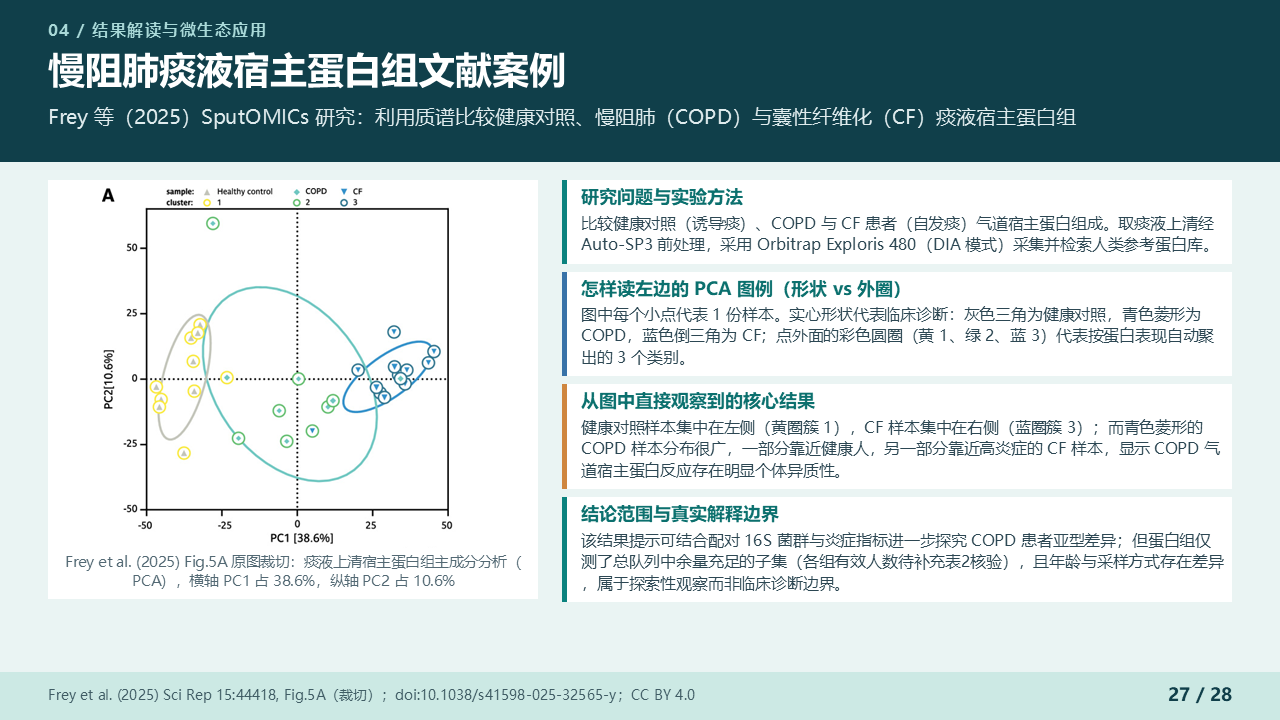 04 / 结果解读与微生态应用
慢阻肺痰液宿主蛋白组文献案例
Frey 等（2025）SputOMICs 研究：利用质谱比较健康对照、慢阻肺（COPD）与囊性纤维化（CF）痰液宿主蛋白组
A
sample: Healthy control COPD CF
cluster: 1 2 3
50
25
0
-25
-50
PC2[10.6%]
-50 -25 0 25 50
PC1 [38.6%]
Frey et al. (2025) Fig.5A 原图裁切：痰液上清宿主蛋白组主成分分析（
PCA），横轴 PC1 占 38.6%，纵轴 PC2 占 10.6%
研究问题与实验方法
比较健康对照（诱导痰）、COPD 与 CF 患者（自发痰）气道宿主蛋白组成。取痰液上清经
Auto-SP3 前处理，采用 Orbitrap Exploris 480（DIA 模式）采集并检索人类参考蛋白库。
怎样读左边的 PCA 图例（形状 vs 外圈）
图中每个小点代表 1 份样本。实心形状代表临床诊断：灰色三角为健康对照，青色菱形为
COPD，蓝色倒三角为 CF；点外面的彩色圆圈（黄 1、绿 2、蓝 3）代表按蛋白表现自动聚
出的 3 个类别。
从图中直接观察到的核心结果
健康对照样本集中在左侧（黄圈簇 1），CF 样本集中在右侧（蓝圈簇 3）；而青色菱形的
COPD 样本分布很广，一部分靠近健康人，另一部分靠近高炎症的 CF 样本，显示 COPD 气
道宿主蛋白反应存在明显个体异质性。
结论范围与真实解释边界
该结果提示可结合配对 16S 菌群与炎症指标进一步探究 COPD 患者亚型差异；但蛋白组仅
测了总队列中余量充足的子集（各组有效人数待补充表2核验），且年龄与采样方式存在差异
，属于探索性观察而非临床诊断边界。
Frey et al. (2025) Sci Rep 15:44418, Fig.5A（裁切）；doi:10.1038/s41598-025-32565-y；CC BY 4.0
27 / 28